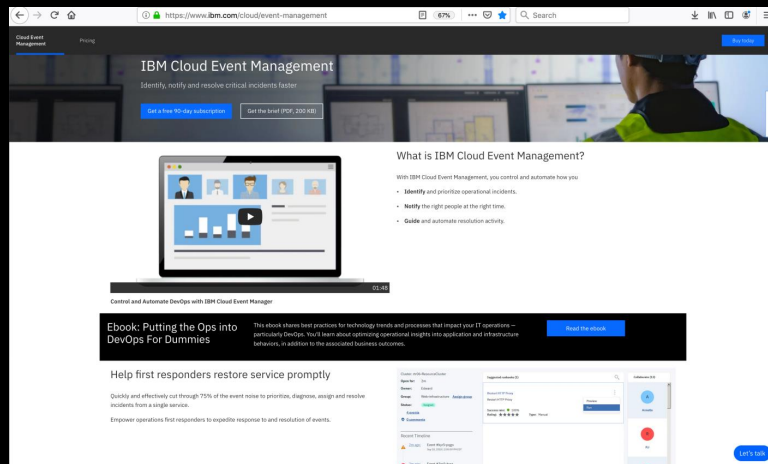 https://www.ibm.com/cloud/event-management
67%
Search
Cloud Event
Management
Pricing
Buy today
IBM Cloud Event Management
Identify, notify and resolve critical incidents faster
Get a free 90-day subscription
Get the brief (PDF, 200 KB)
What is IBM Cloud Event Management?
With IBM Cloud Event Management, you control and automate how you
• Identify and prioritize operational incidents.
• Notify the right people at the right time.
• Guide and automate resolution activity.
01:48
Control and Automate DevOps with IBM Cloud Event Manager
Ebook: Putting the Ops into
DevOps For Dummies
This ebook shares best practices for technology trends and processes that impact your IT operations —
particularly DevOps. You'll learn about optimizing operational insights into application and infrastructure
behaviors, in addition to the associated business outcomes.
Read the ebook
Help first responders restore service promptly
Quickly and effectively cut through 75% of the event noise to prioritize, diagnose, assign and resolve
incidents from a single service.
Empower operations first responders to expedite response to and resolution of events.
Recent Timeline
Let's talk